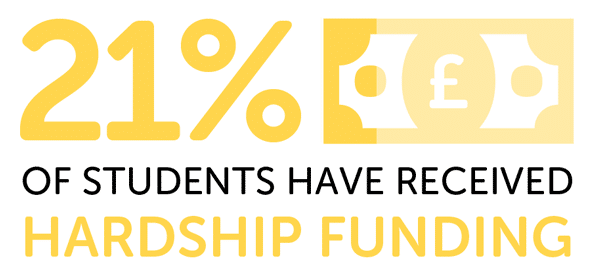 21% £
OF STUDENTS HAVE RECEIVED
HARDSHIP FUNDING